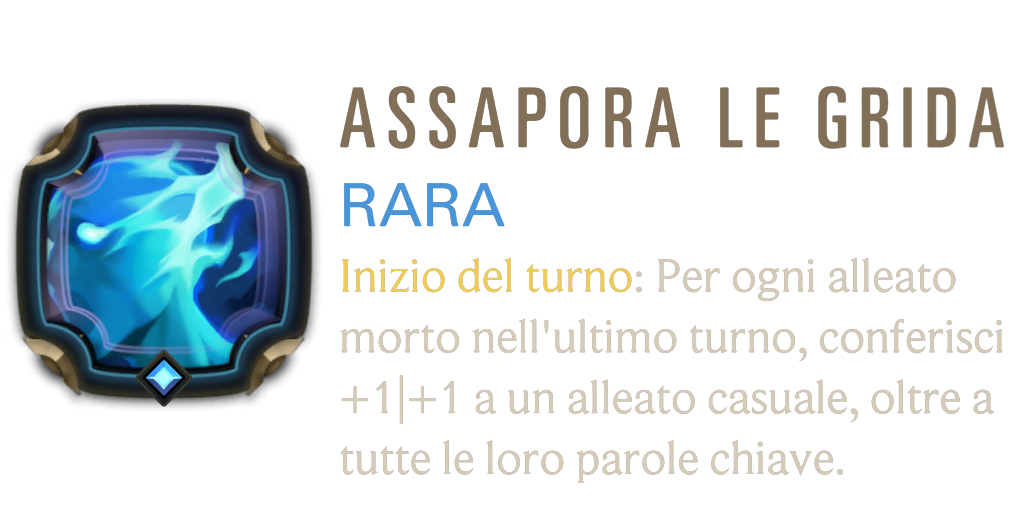 ASSAPORA LE GRIDA
RARA
Inizio del turno: Per ogni alleato
morto nell'ultimo turno, conferisci
+1|+1 a un alleato casuale, oltre a
tutte le loro parole chiave.